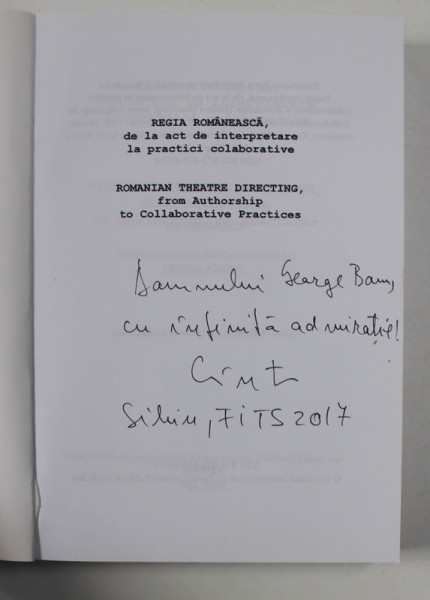 REGIA ROMÂNEASCĂ,
de la act de interpretare
la practici colaborative
ROMANIAN THEATRE DIRECTING,
from Authorship
to Collaborative Practices
Domnului George Banu,
cu infinită admirație!
Sibiu, FITS 2017